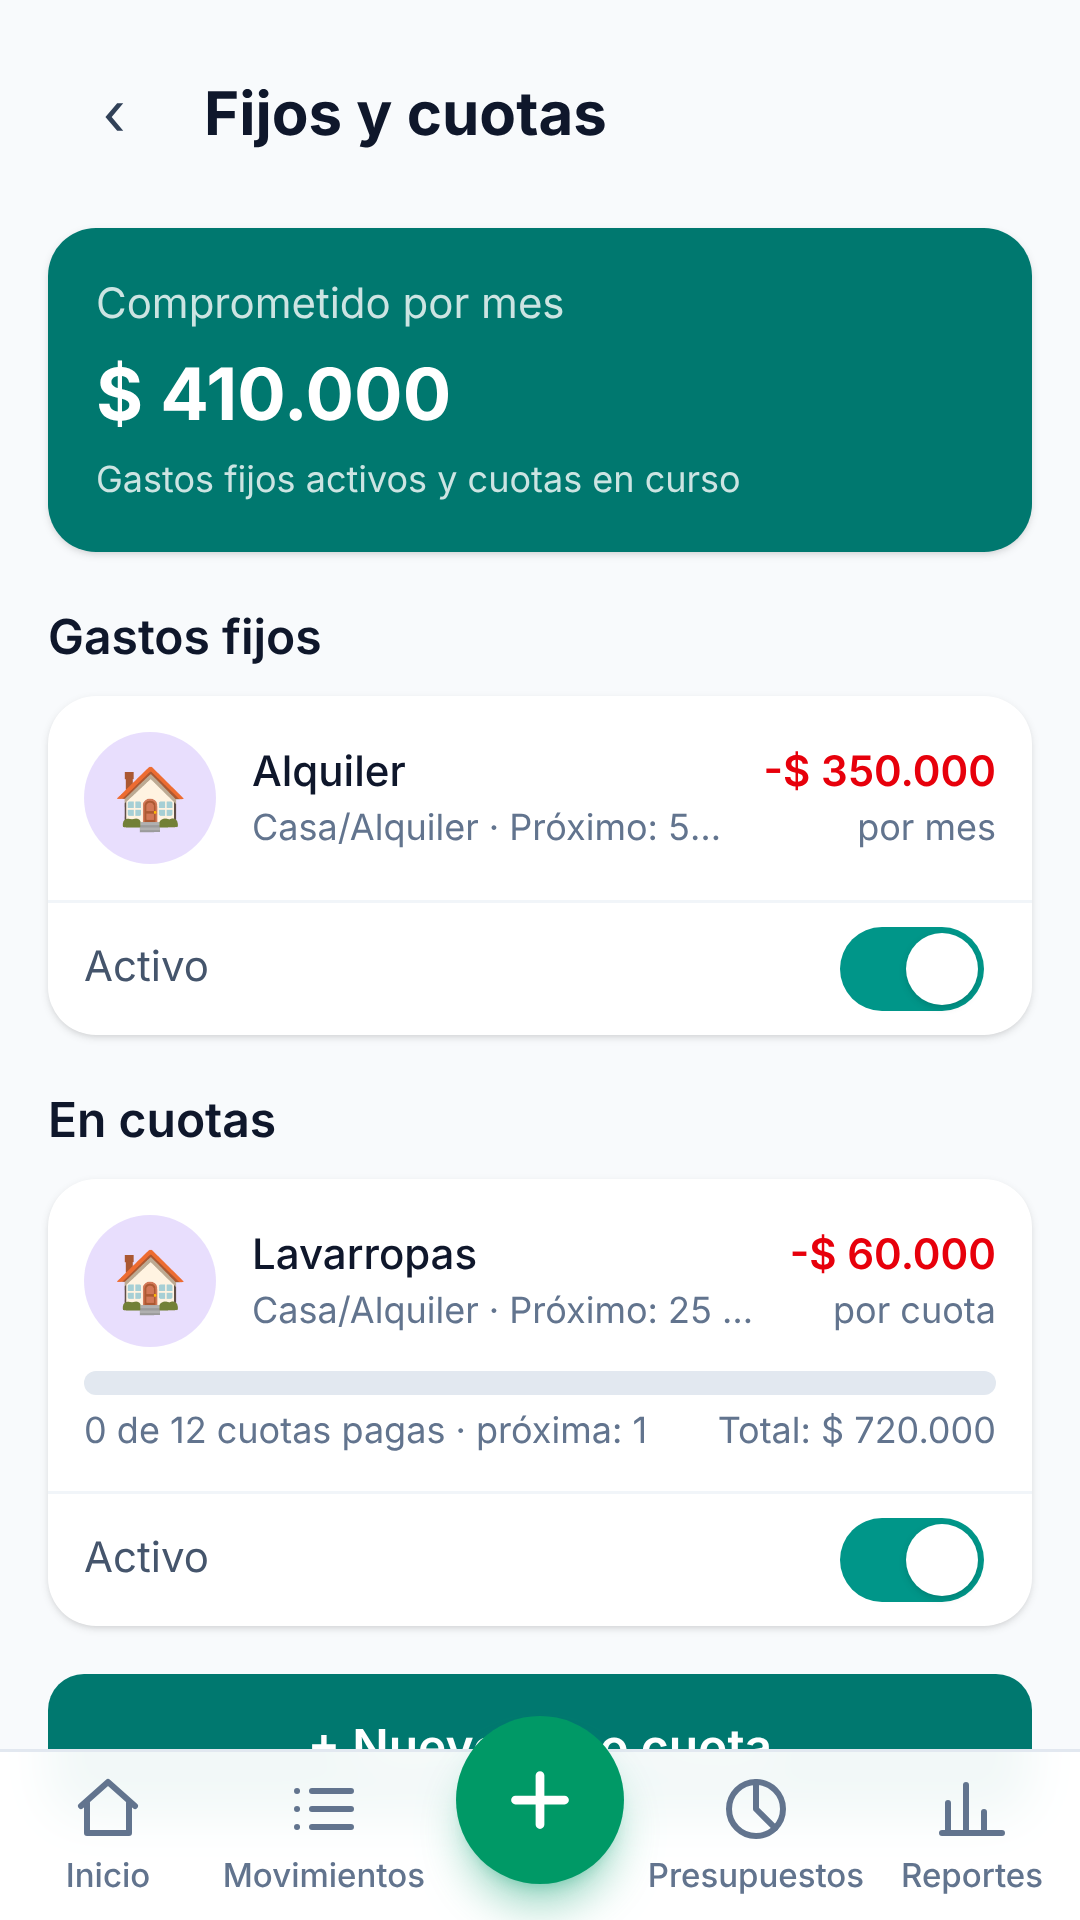 ‹ Fijos y cuotas
Comprometido por mes
$ 410.000
Gastos fijos activos y cuotas en curso
Gastos fijos
Alquiler -$ 350.000
Casa/Alquiler · Próximo: 5... por mes
Activo
En cuotas
Lavarropas -$ 60.000
Casa/Alquiler · Próximo: 25 ... por cuota
0 de 12 cuotas pagas · próxima: 1 Total: $ 720.000
Activo
+ cuota
Inicio Movimientos + Presupuestos Reportes